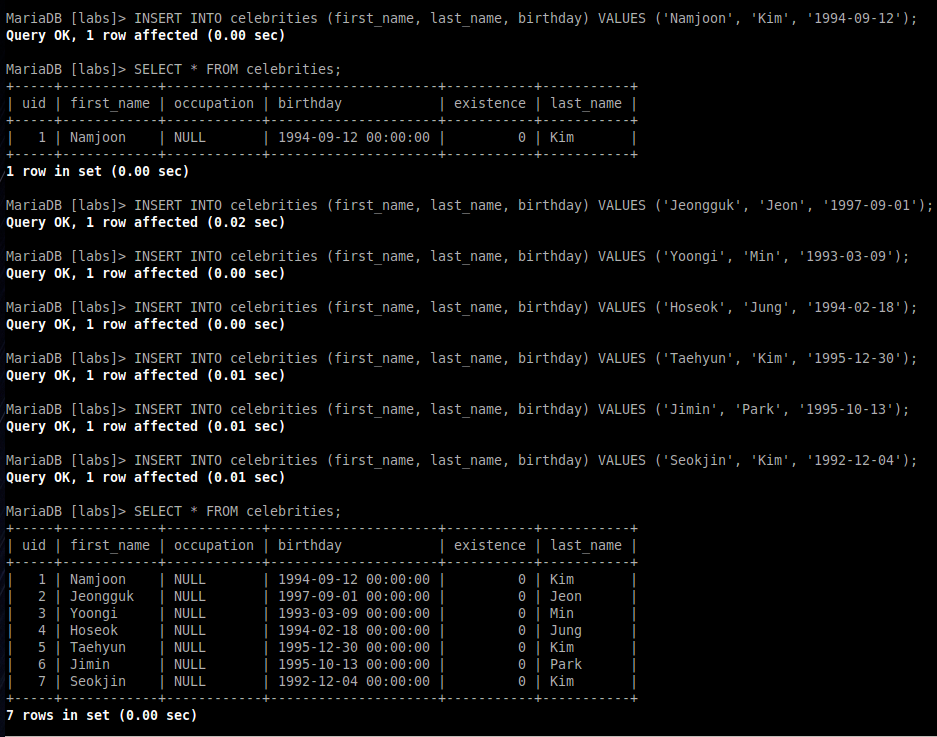 MariaDB [labs]> INSERT INTO celebrities (first_name, last_name, birthday) VALUES ('Namjoon', 'Kim', '1994-09-12');
Query OK, 1 row affected (0.00 sec)
MariaDB [labs]> SELECT * FROM celebrities;
+-----+------------+------------+---------------------+-----------+-----------+
| uid | first_name | occupation | birthday            | existence | last_name |
+-----+------------+------------+---------------------+-----------+-----------+
|   1 | Namjoon    | NULL       | 1994-09-12 00:00:00 |         0 | Kim       |
+-----+------------+------------+---------------------+-----------+-----------+
1 row in set (0.00 sec)
MariaDB [labs]> INSERT INTO celebrities (first_name, last_name, birthday) VALUES ('Jeongguk', 'Jeon', '1997-09-01');
Query OK, 1 row affected (0.02 sec)
MariaDB [labs]> INSERT INTO celebrities (first_name, last_name, birthday) VALUES ('Yoongi', 'Min', '1993-03-09');
Query OK, 1 row affected (0.00 sec)
MariaDB [labs]> INSERT INTO celebrities (first_name, last_name, birthday) VALUES ('Hoseok', 'Jung', '1994-02-18');
Query OK, 1 row affected (0.00 sec)
MariaDB [labs]> INSERT INTO celebrities (first_name, last_name, birthday) VALUES ('Taehyun', 'Kim', '1995-12-30');
Query OK, 1 row affected (0.01 sec)
MariaDB [labs]> INSERT INTO celebrities (first_name, last_name, birthday) VALUES ('Jimin', 'Park', '1995-10-13');
Query OK, 1 row affected (0.01 sec)
MariaDB [labs]> INSERT INTO celebrities (first_name, last_name, birthday) VALUES ('Seokjin', 'Kim', '1992-12-04');
Query OK, 1 row affected (0.01 sec)
MariaDB [labs]> SELECT * FROM celebrities;
+-----+------------+------------+---------------------+-----------+-----------+
| uid | first_name | occupation | birthday            | existence | last_name |
+-----+------------+------------+---------------------+-----------+-----------+
|   1 | Namjoon    | NULL       | 1994-09-12 00:00:00 |         0 | Kim       |
|   2 | Jeongguk   | NULL       | 1997-09-01 00:00:00 |         0 | Jeon      |
|   3 | Yoongi     | NULL       | 1993-03-09 00:00:00 |         0 | Min       |
|   4 | Hoseok     | NULL       | 1994-02-18 00:00:00 |         0 | Jung      |
|   5 | Taehyun    | NULL       | 1995-12-30 00:00:00 |         0 | Kim       |
|   6 | Jimin      | NULL       | 1995-10-13 00:00:00 |         0 | Park      |
|   7 | Seokjin    | NULL       | 1992-12-04 00:00:00 |         0 | Kim       |
+-----+------------+------------+---------------------+-----------+-----------+
7 rows in set (0.00 sec)